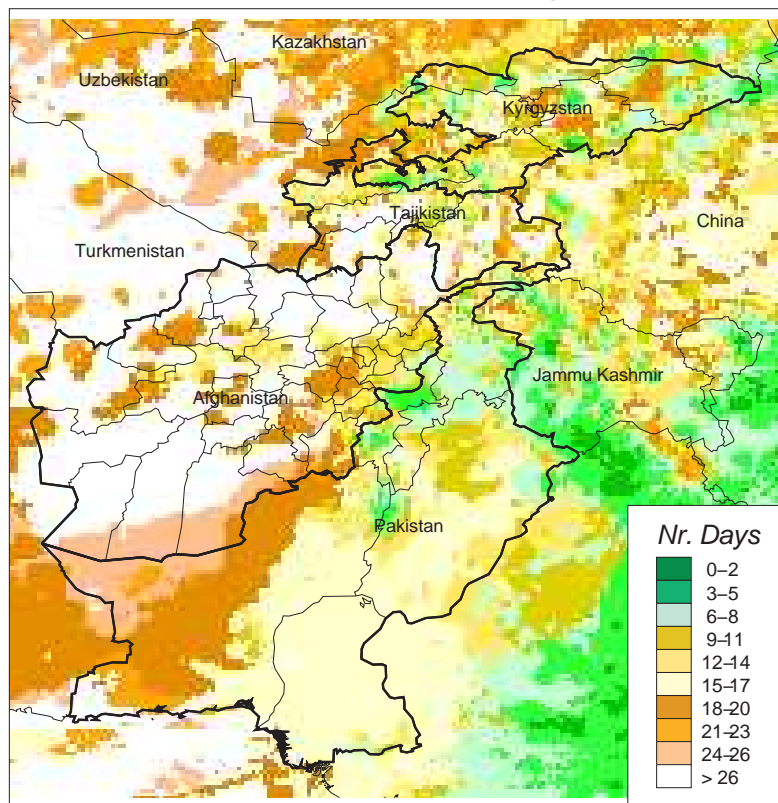 Kazakhstan
Uzbekistan
Kyrgyzstan
Tajikistan
China
Turkmenistan
Jammu Kashmir
Afghanistan
Pakistan
Nr. Days
0–2
3–5
6–8
9–11
12–14
15–17
18–20
21–23
24–26
> 26